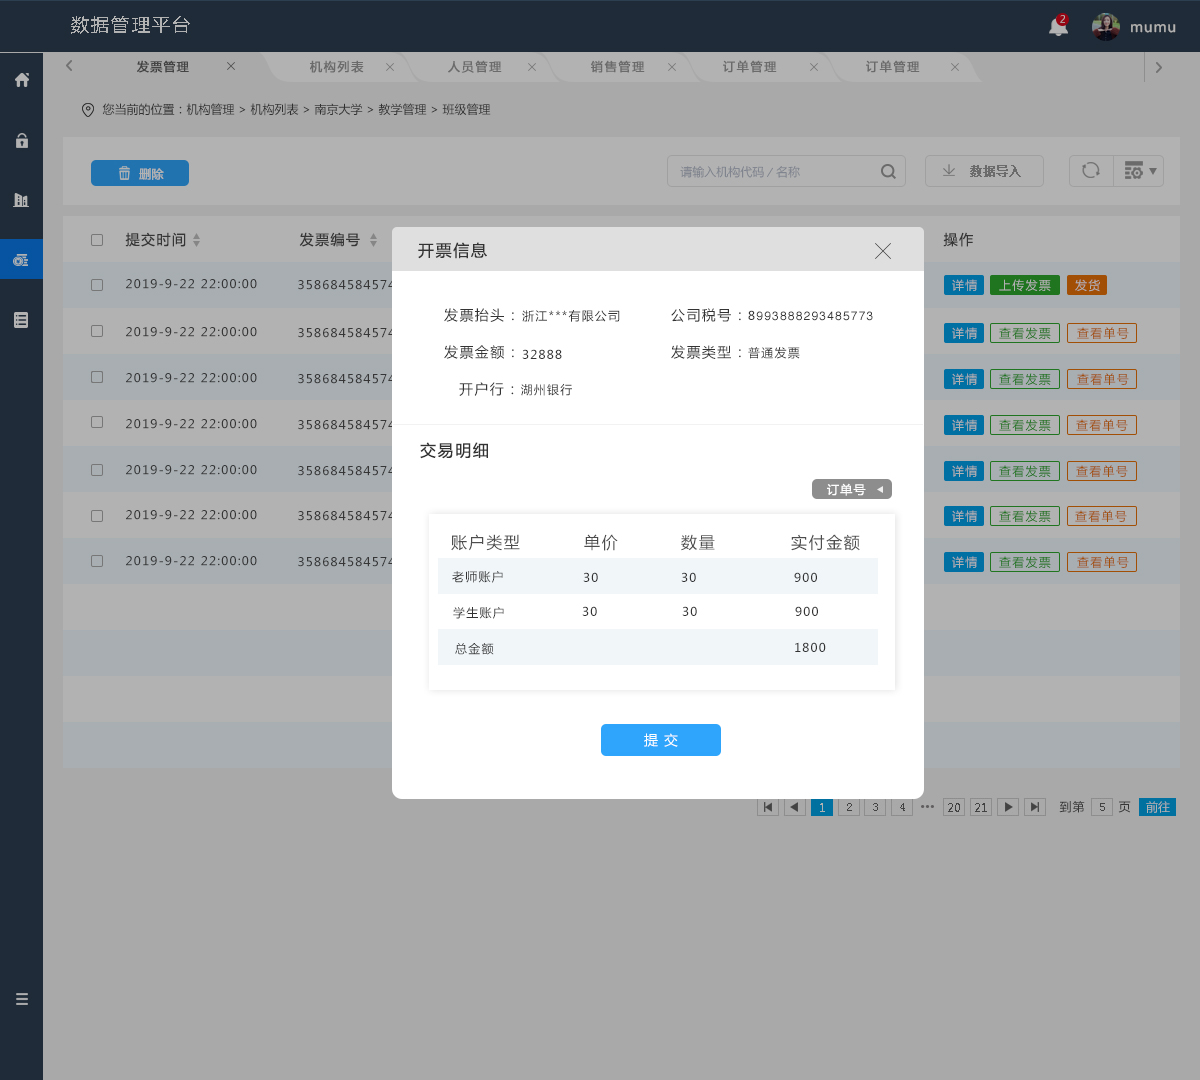 数据管理平台
2
mumu
发票管理 机构列表 人员管理 销售管理 订单管理 订单管理
您当前的位置：机构管理 > 机构列表 > 南京大学 > 教学管理 > 班级管理
删除 请输入机构代码 / 名称 数据导入
提交时间 发票编号 操作
2019-9-22 22:00:00 358684584574 详情 上传发票 发货
2019-9-22 22:00:00 358684584574 详情 查看发票 查看单号
2019-9-22 22:00:00 358684584574 详情 查看发票 查看单号
2019-9-22 22:00:00 358684584574 详情 查看发票 查看单号
2019-9-22 22:00:00 358684584574 详情 查看发票 查看单号
2019-9-22 22:00:00 358684584574 详情 查看发票 查看单号
2019-9-22 22:00:00 358684584574 详情 查看发票 查看单号
开票信息
发票抬头：浙江***有限公司 公司税号：8993888293485773
发票金额：32888 发票类型：普通发票
开户行：湖州银行
交易明细
订单号
账户类型 单价 数量 实付金额
老师账户 30 30 900
学生账户 30 30 900
总金额 1800
提 交
1 2 3 4 ··· 20 21 到第 5 页 前往